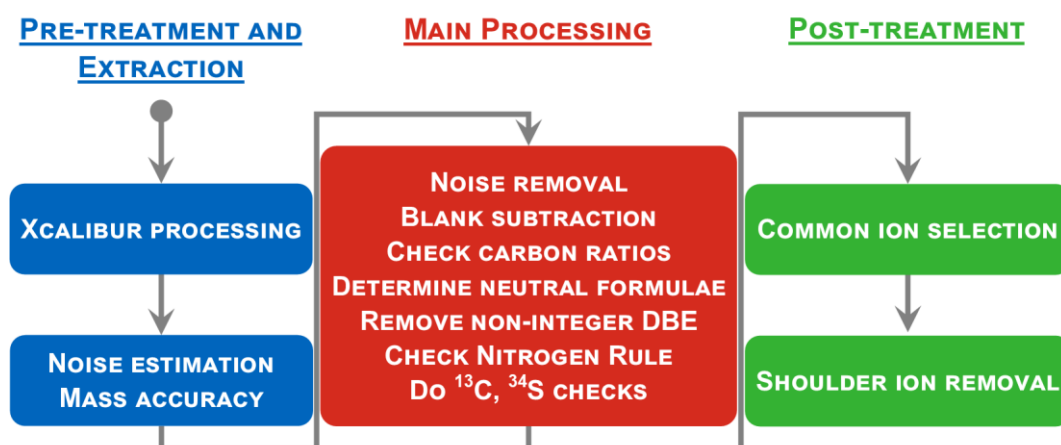 PRE-TREATMENT AND
EXTRACTION
XCALIBUR PROCESSING
NOISE ESTIMATION
MASS ACCURACY
MAIN PROCESSING
NOISE REMOVAL
BLANK SUBTRACTION
CHECK CARBON RATIOS
DETERMINE NEUTRAL FORMULAE
REMOVE NON-INTEGER DBE
CHECK NITROGEN RULE
DO ¹³C, ³⁴S CHECKS
POST-TREATMENT
COMMON ION SELECTION
SHOULDER ION REMOVAL